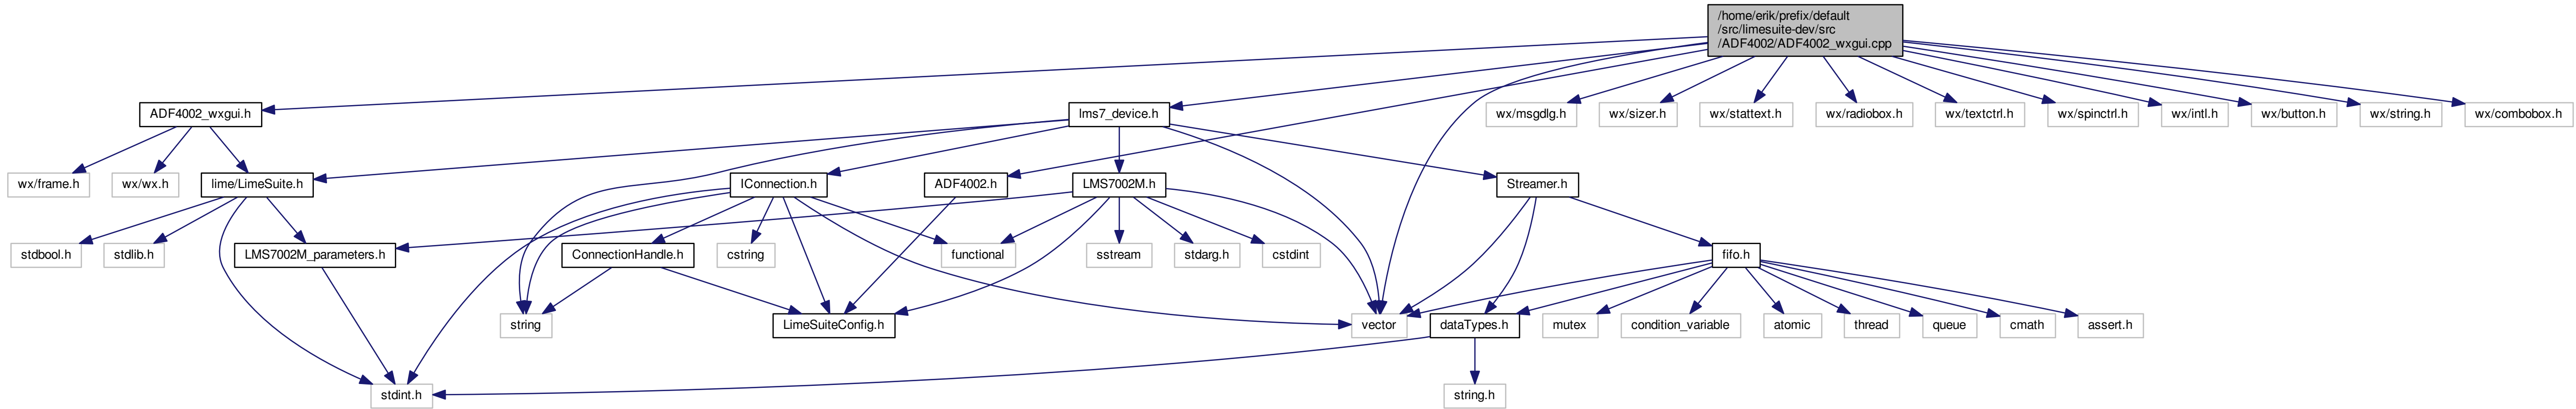 /home/erik/prefix/default
/src/limesuite-dev/src
/ADF4002/ADF4002_wxgui.cpp
ADF4002_wxgui.h
lms7_device.h
wx/msgdlg.h
wx/sizer.h
wx/stattext.h
wx/radiobox.h
wx/textctrl.h
wx/spinctrl.h
wx/intl.h
wx/button.h
wx/string.h
wx/combobox.h
wx/frame.h
wx/wx.h
lime/LimeSuite.h
IConnection.h
ADF4002.h
LMS7002M.h
Streamer.h
stdbool.h
stdlib.h
LMS7002M_parameters.h
ConnectionHandle.h
cstring
functional
sstream
stdarg.h
cstdint
fifo.h
string
LimeSuiteConfig.h
vector
dataTypes.h
mutex
condition_variable
atomic
thread
queue
cmath
assert.h
stdint.h
string.h